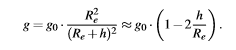 g = g₀ · R_e² / (R_e + h)² ≈ g₀ · (1 − 2 h / R_e) .